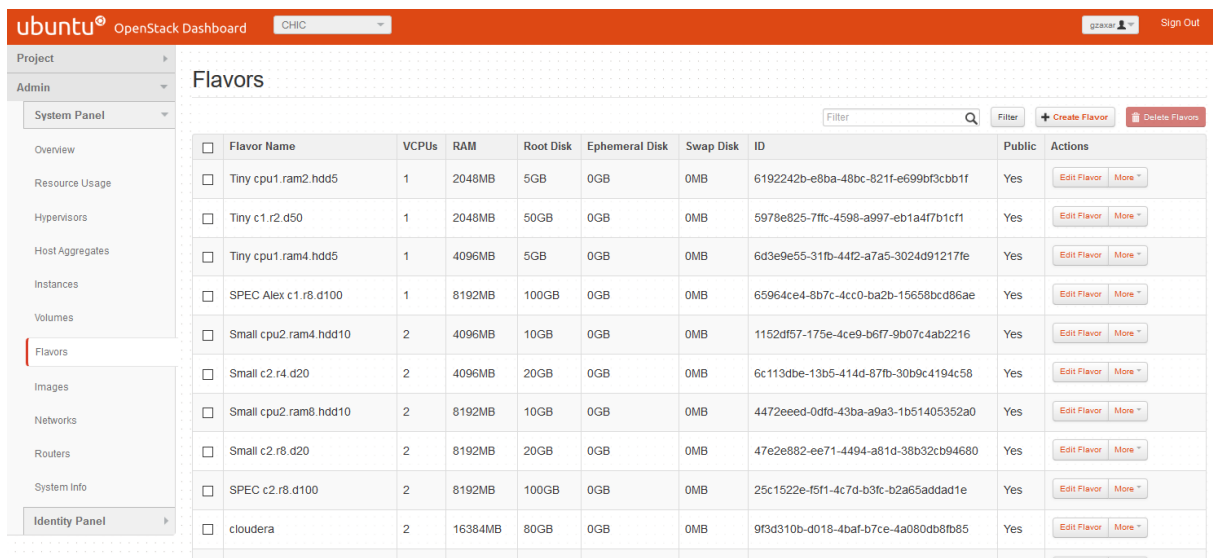 ubuntu® OpenStack Dashboard CHIC gzaxar Sign Out
Project
Admin
System Panel
Overview
Resource Usage
Hypervisors
Host Aggregates
Instances
Volumes
Flavors
Images
Networks
Routers
System Info
Identity Panel
Flavors
Filter Filter + Create Flavor Delete Flavors
Flavor Name VCPUs RAM Root Disk Ephemeral Disk Swap Disk ID Public Actions
Tiny cpu1.ram2.hdd5 1 2048MB 5GB 0GB 0MB 6192242b-e8ba-48bc-821f-e699bf3cbb1f Yes Edit Flavor More
Tiny c1.r2.d50 1 2048MB 50GB 0GB 0MB 5978e825-7ffc-4598-a997-eb1a4f7b1cf1 Yes Edit Flavor More
Tiny cpu1.ram4.hdd5 1 4096MB 5GB 0GB 0MB 6d3e9e55-31fb-44f2-a7a5-3024d91217fe Yes Edit Flavor More
SPEC Alex c1.r8.d100 1 8192MB 100GB 0GB 0MB 65964ce4-8b7c-4cc0-ba2b-15658bcd86ae Yes Edit Flavor More
Small cpu2.ram4.hdd10 2 4096MB 10GB 0GB 0MB 1152df57-175e-4ce9-b6f7-9b07c4ab2216 Yes Edit Flavor More
Small c2.r4.d20 2 4096MB 20GB 0GB 0MB 6c113dbe-13b5-414d-87fb-30b9c4194c58 Yes Edit Flavor More
Small cpu2.ram8.hdd10 2 8192MB 10GB 0GB 0MB 4472eeed-0dfd-43ba-a9a3-1b51405352a0 Yes Edit Flavor More
Small c2.r8.d20 2 8192MB 20GB 0GB 0MB 47e2e882-ee71-4494-a81d-38b32cb94680 Yes Edit Flavor More
SPEC c2.r8.d100 2 8192MB 100GB 0GB 0MB 25c1522e-f5f1-4c7d-b3fc-b2a65addad1e Yes Edit Flavor More
cloudera 2 16384MB 80GB 0GB 0MB 9f3d310b-d018-4baf-b7ce-4a080db8fb85 Yes Edit Flavor More